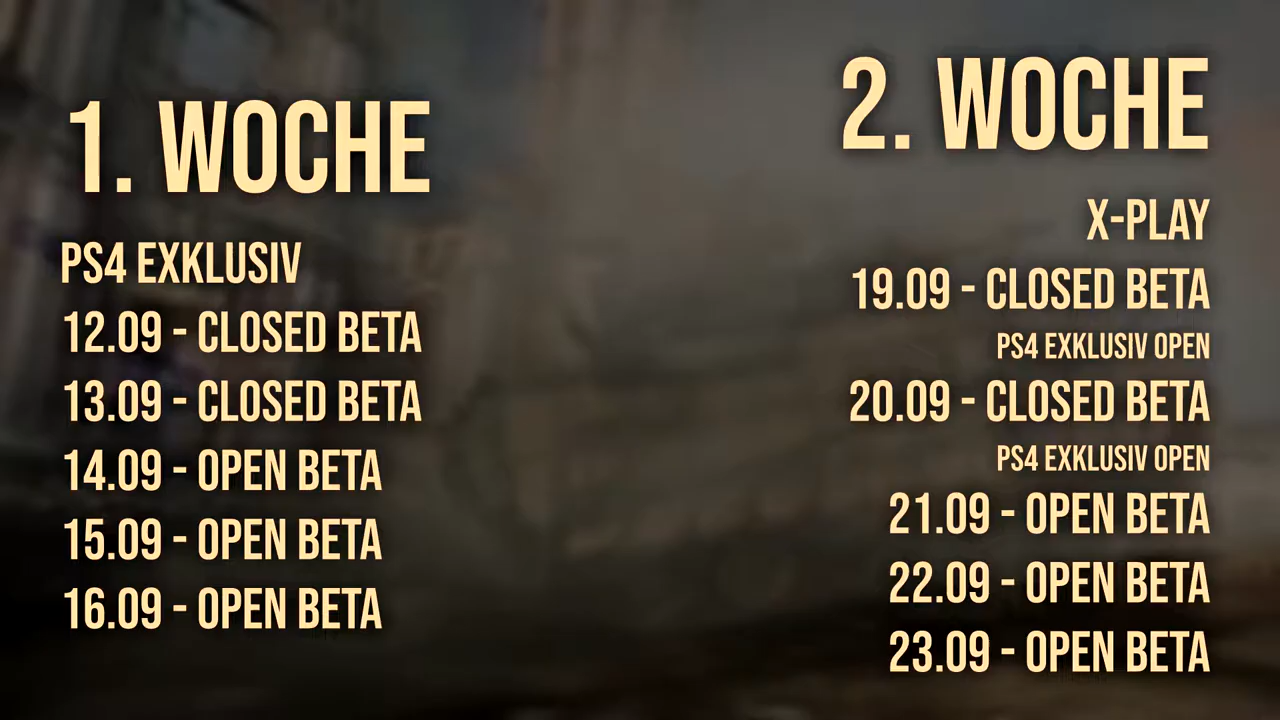 1. WOCHE
PS4 EXKLUSIV
12.09 - CLOSED BETA
13.09 - CLOSED BETA
14.09 - OPEN BETA
15.09 - OPEN BETA
16.09 - OPEN BETA
2. WOCHE
X-PLAY
19.09 - CLOSED BETA
PS4 EXKLUSIV OPEN
20.09 - CLOSED BETA
PS4 EXKLUSIV OPEN
21.09 - OPEN BETA
22.09 - OPEN BETA
23.09 - OPEN BETA